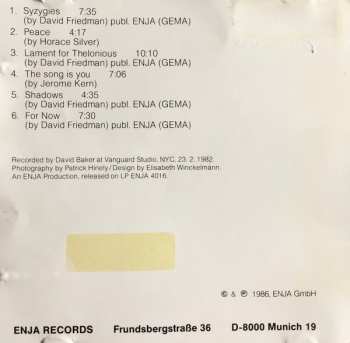 1. Syzygies 7:35
(by David Friedman) publ. ENJA (GEMA)
2. Peace 4:17
(by Horace Silver)
3. Lament for Thelonious 10:10
(by David Friedman) publ. ENJA (GEMA)
4. The song is you 7:06
(by Jerome Kern)
5. Shadows 4:35
(by David Friedman) publ. ENJA (GEMA)
6. For Now 7:30
(by David Friedman) publ. ENJA (GEMA)
Recorded by David Baker at Vanguard Studio, NYC, 23. 2. 1982.
Photography by Patrick Hinely / Design by Elisabeth Winckelmann.
An ENJA Production, released on LP ENJA 4016.
© & ℗ 1986, ENJA GmbH
ENJA RECORDS Frundsbergstraße 36 D-8000 Munich 19